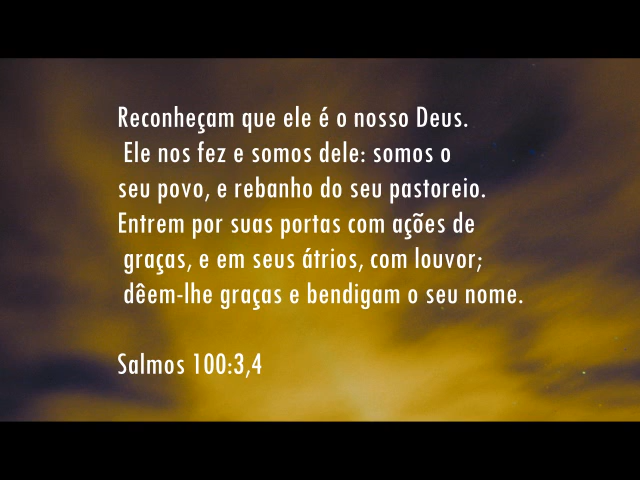 Reconheçam que ele é o nosso Deus.
Ele nos fez e somos dele: somos o
seu povo, e rebanho do seu pastoreio.
Entrem por suas portas com ações de
graças, e em seus átrios, com louvor;
dêem-lhe graças e bendigam o seu nome.
Salmos 100:3,4